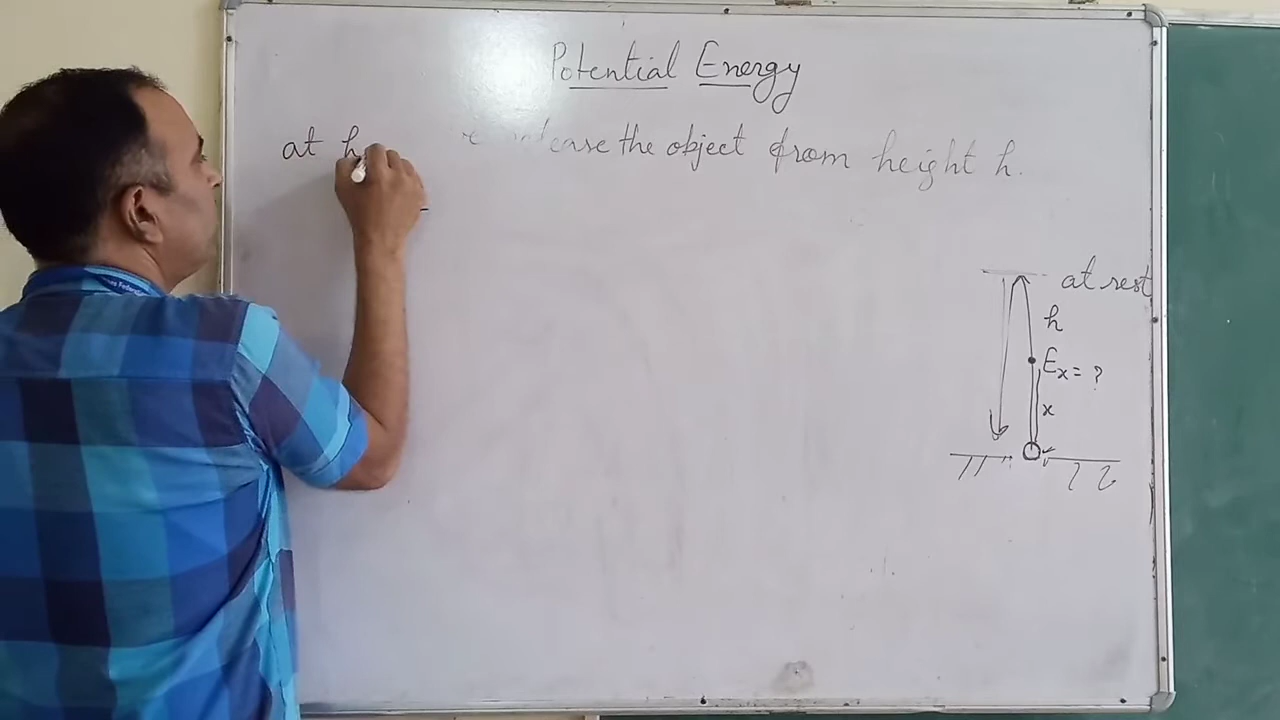 Potential Energy
at h the object from height h.
at rest
h
Ex = ?
x